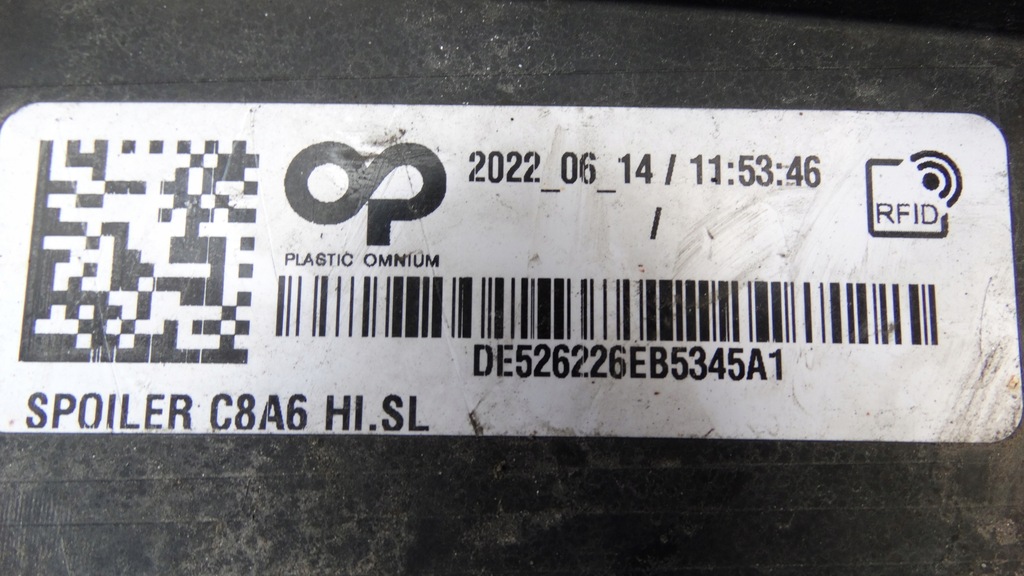 2022_06_14 / 11:53:46
/
RFID
PLASTIC OMNIUM
DE526226EB5345A1
SPOILER C8A6 HI.SL